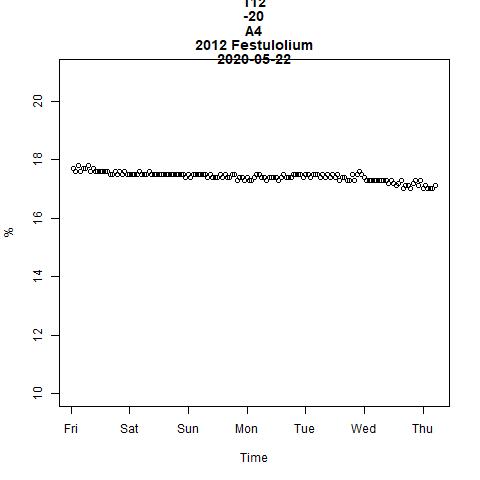 T12
-20
A4
2012 Festulolium
2020-05-22
%
20
18
16
14
12
10
Fri
Sat
Sun
Mon
Tue
Wed
Thu
Time